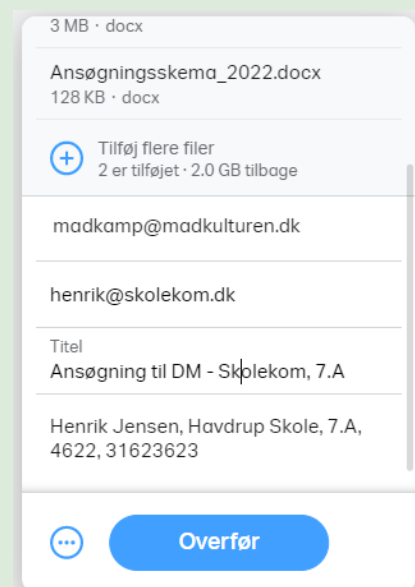 3 MB · docx
Ansøgningsskema_2022.docx
128 KB · docx
Tilføj flere filer
2 er tilføjet · 2.0 GB tilbage
madkamp@madkulturen.dk
henrik@skolekom.dk
Titel
Ansøgning til DM - Skolekom, 7.A
Henrik Jensen, Havdrup Skole, 7.A,
4622, 31623623
Overfør